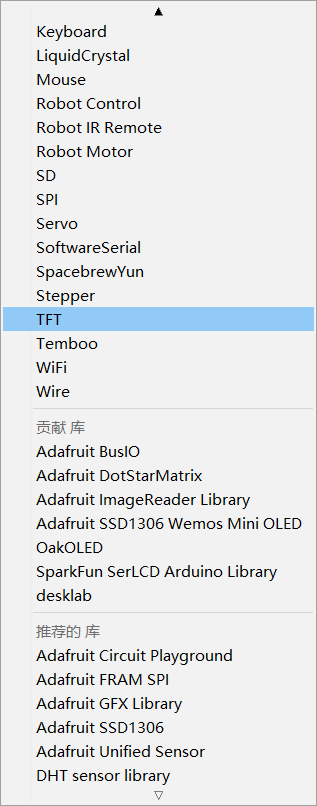 Keyboard
LiquidCrystal
Mouse
Robot Control
Robot IR Remote
Robot Motor
SD
SPI
Servo
SoftwareSerial
SpacebrewYun
Stepper
TFT
Temboo
WiFi
Wire
贡献 库
Adafruit BusIO
Adafruit DotStarMatrix
Adafruit ImageReader Library
Adafruit SSD1306 Wemos Mini OLED
OakOLED
SparkFun SerLCD Arduino Library
desklab
推荐的 库
Adafruit Circuit Playground
Adafruit FRAM SPI
Adafruit GFX Library
Adafruit SSD1306
Adafruit Unified Sensor
DHT sensor library